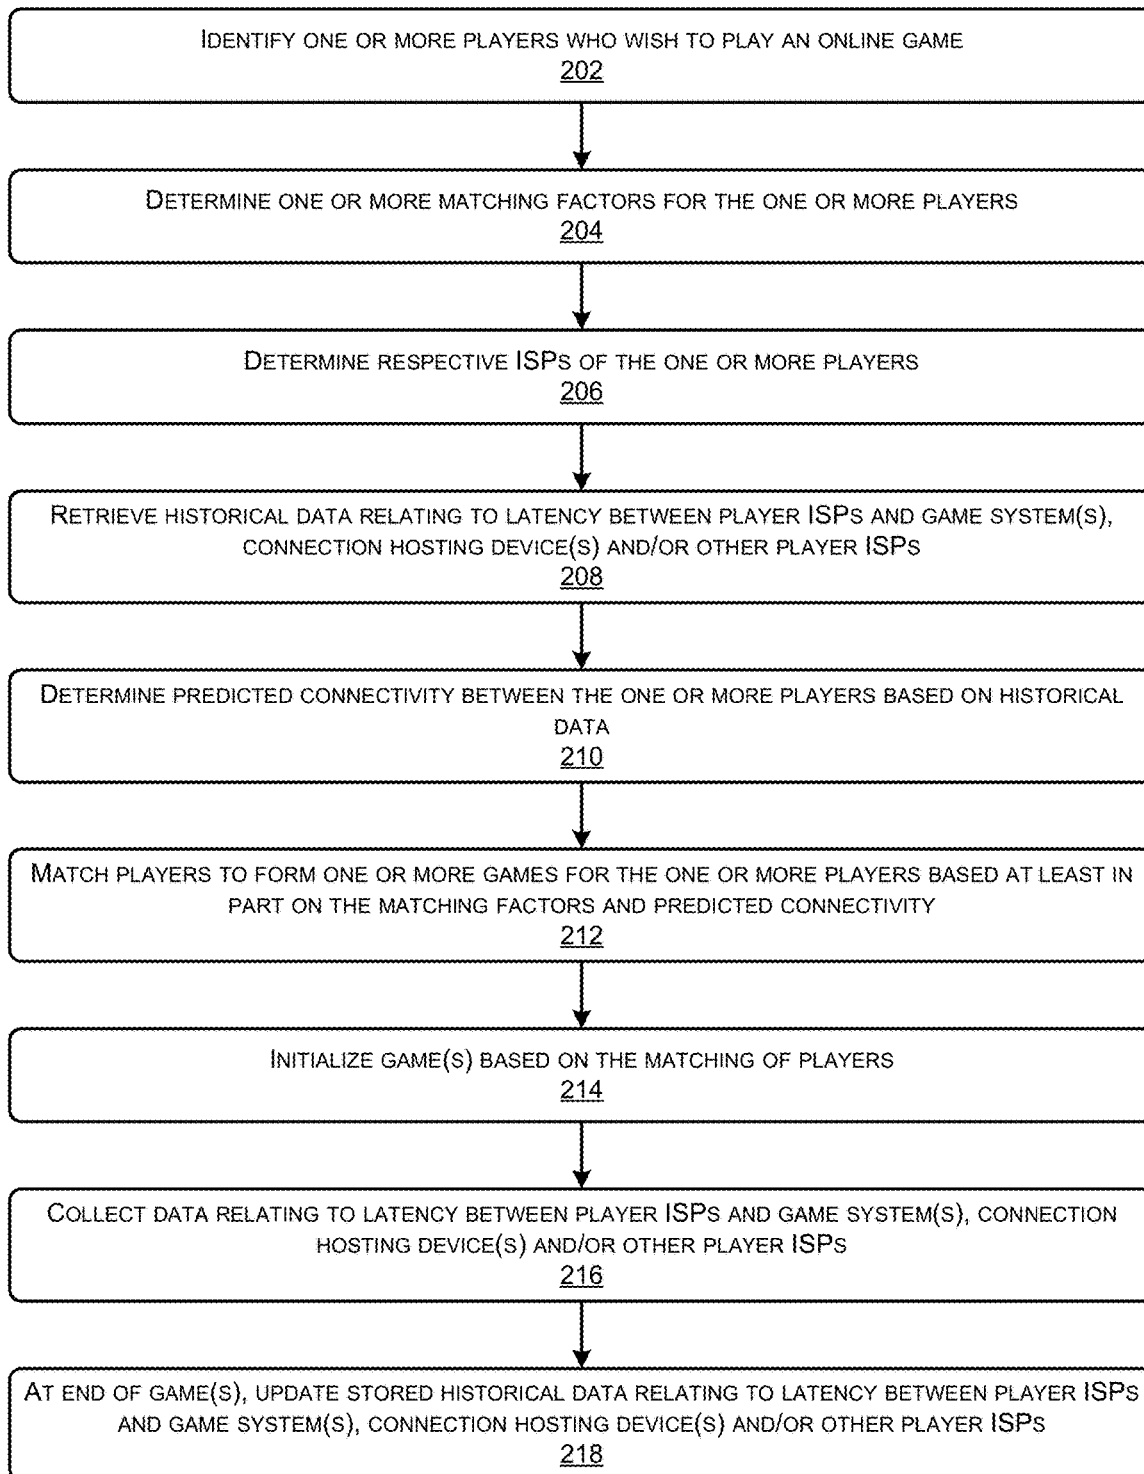 IDENTIFY ONE OR MORE PLAYERS WHO WISH TO PLAY AN ONLINE GAME
202
DETERMINE ONE OR MORE MATCHING FACTORS FOR THE ONE OR MORE PLAYERS
204
DETERMINE RESPECTIVE ISPS OF THE ONE OR MORE PLAYERS
206
RETRIEVE HISTORICAL DATA RELATING TO LATENCY BETWEEN PLAYER ISPS AND GAME SYSTEM(S),
CONNECTION HOSTING DEVICE(S) AND/OR OTHER PLAYER ISPS
208
DETERMINE PREDICTED CONNECTIVITY BETWEEN THE ONE OR MORE PLAYERS BASED ON HISTORICAL
DATA
210
MATCH PLAYERS TO FORM ONE OR MORE GAMES FOR THE ONE OR MORE PLAYERS BASED AT LEAST IN
PART ON THE MATCHING FACTORS AND PREDICTED CONNECTIVITY
212
INITIALIZE GAME(S) BASED ON THE MATCHING OF PLAYERS
214
COLLECT DATA RELATING TO LATENCY BETWEEN PLAYER ISPS AND GAME SYSTEM(S), CONNECTION
HOSTING DEVICE(S) AND/OR OTHER PLAYER ISPS
216
AT END OF GAME(S), UPDATE STORED HISTORICAL DATA RELATING TO LATENCY BETWEEN PLAYER ISPS
AND GAME SYSTEM(S), CONNECTION HOSTING DEVICE(S) AND/OR OTHER PLAYER ISPS
218